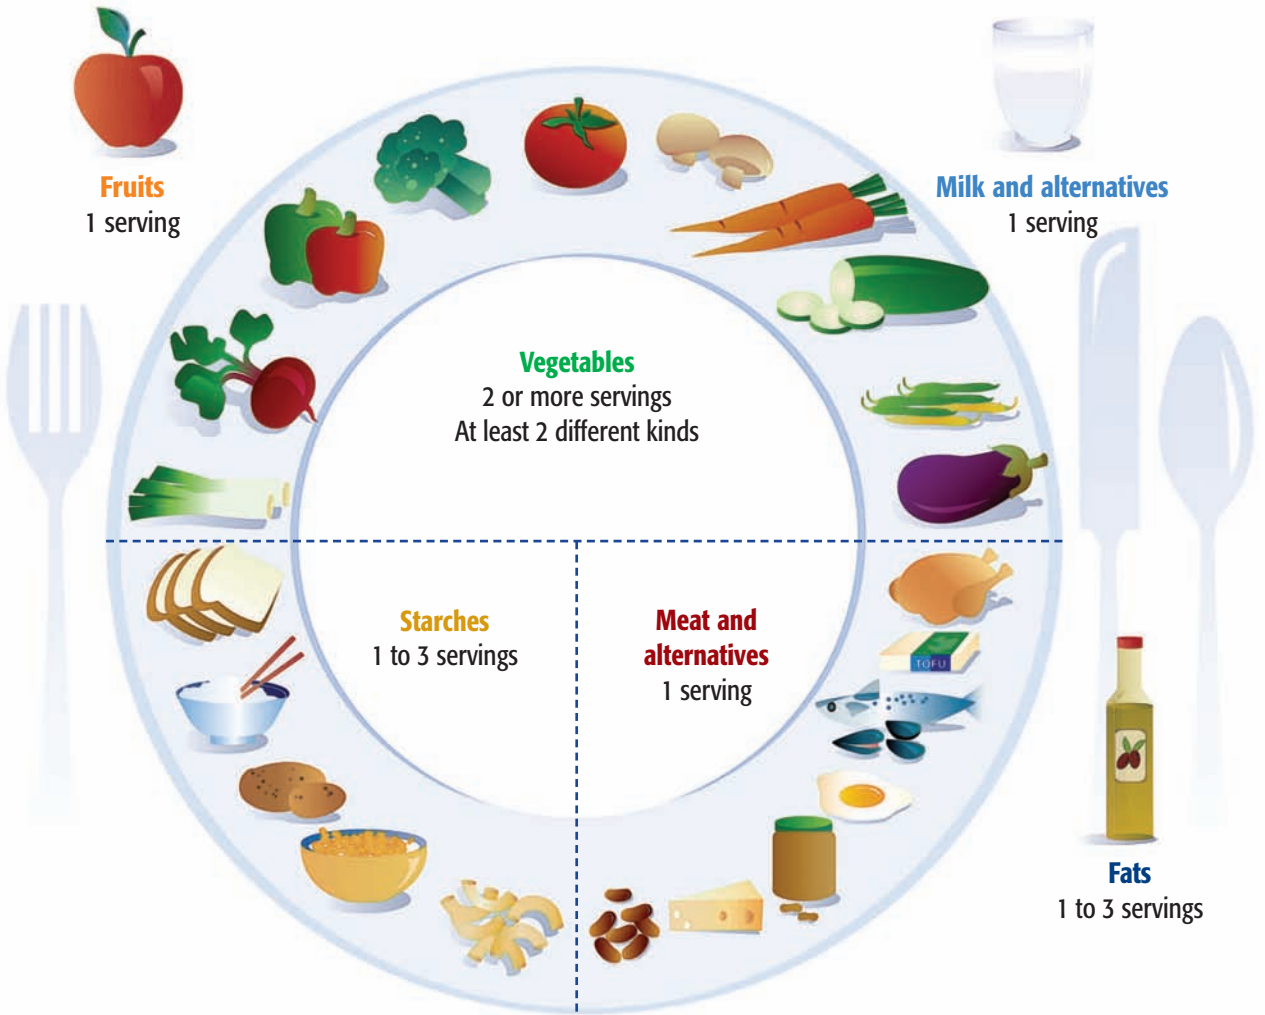 Fruits
1 serving
Milk and alternatives
1 serving
Vegetables
2 or more servings
At least 2 different kinds
Starches
1 to 3 servings
Meat and
alternatives
1 serving
TOFU
Fats
1 to 3 servings